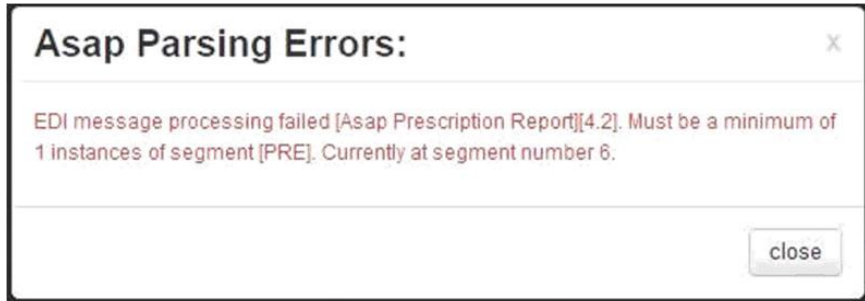 Asap Parsing Errors:
x
EDI message processing failed [Asap Prescription Report][4.2]. Must be a minimum of
1 instances of segment [PRE]. Currently at segment number 6.
close